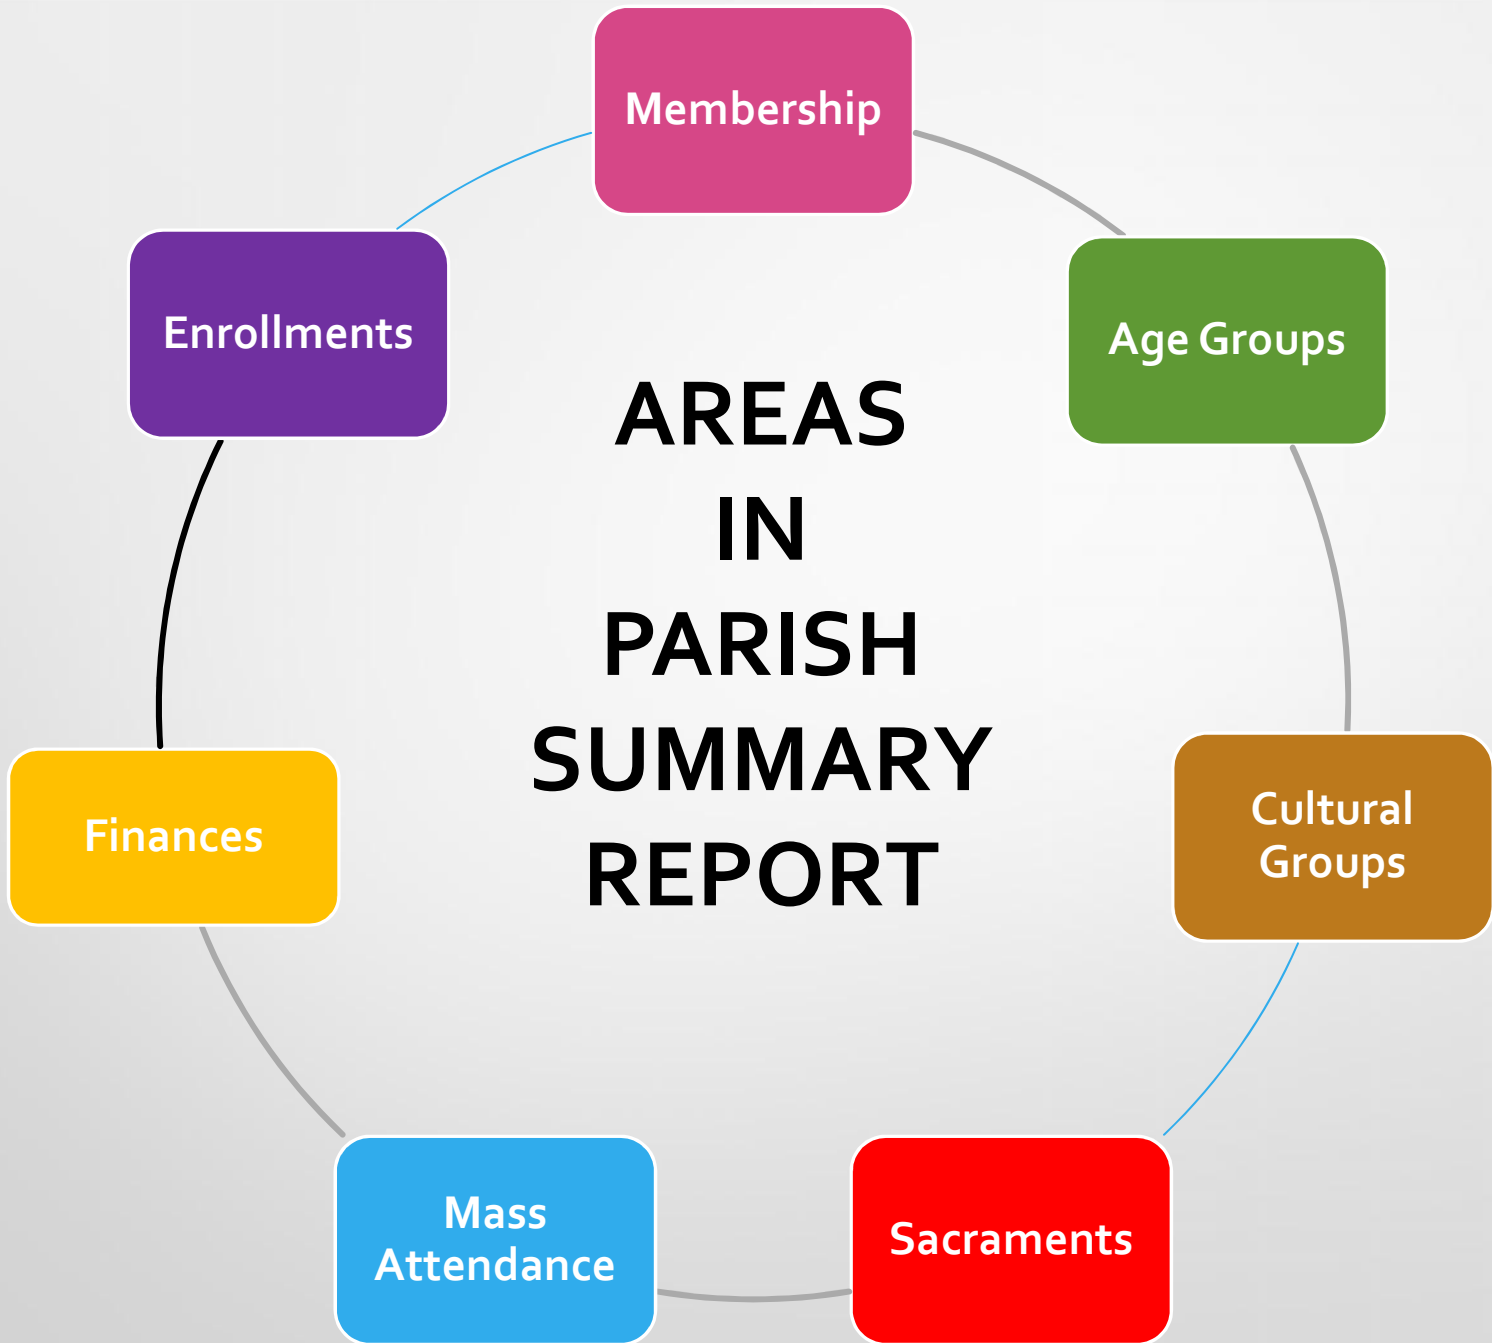 Membership
Age Groups
Cultural
Groups
Sacraments
Mass
Attendance
Finances
Enrollments
AREAS
IN
PARISH
SUMMARY
REPORT